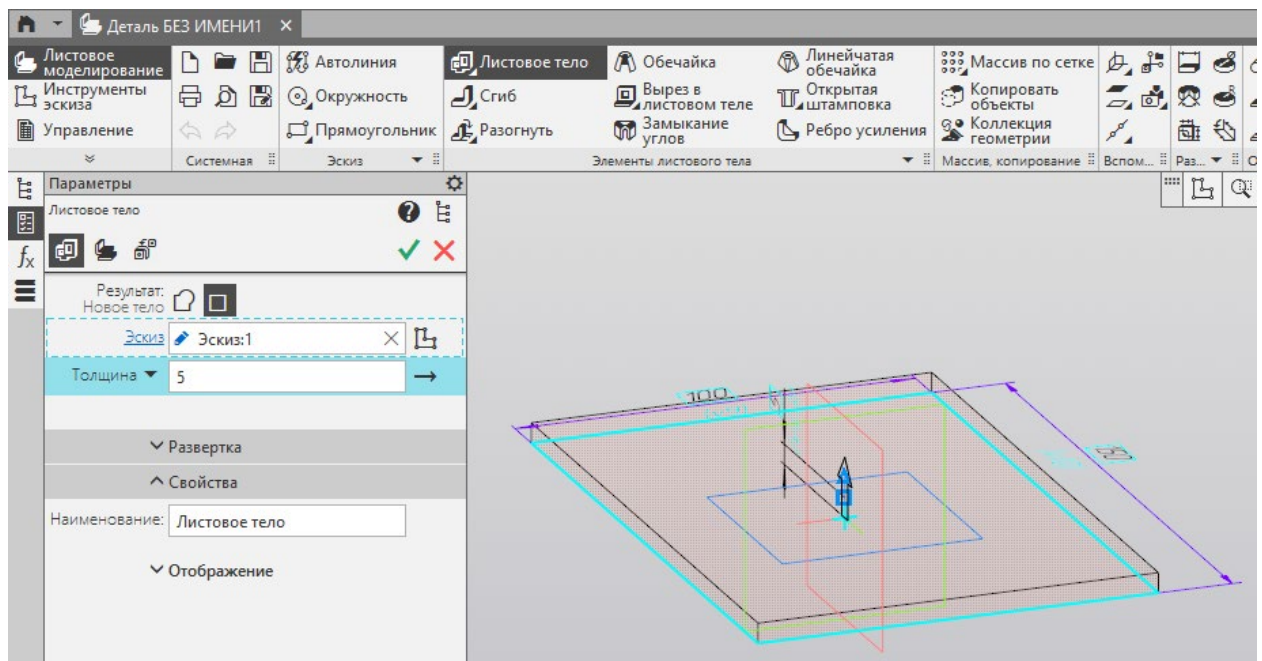 Деталь БЕЗ ИМЕНИ1
Листовое моделирование
Инструменты эскиза
Управление
Системная
Автолиния
Окружность
Прямоугольник
Эскиз
Листовое тело
Сгиб
Разогнуть
Обечайка
Вырез в листовом теле
Замыкание углов
Линейчатая обечайка
Открытая штамповка
Ребро усиления
Элементы листового тела
Массив по сетке
Копировать объекты
Коллекция геометрии
Массив, копирование
Вспом...
Раз...
Параметры
Листовое тело
fx
Результат:
Новое тело
Эскиз
Эскиз:1
Толщина
5
Развертка
Свойства
Наименование:
Листовое тело
Отображение
100